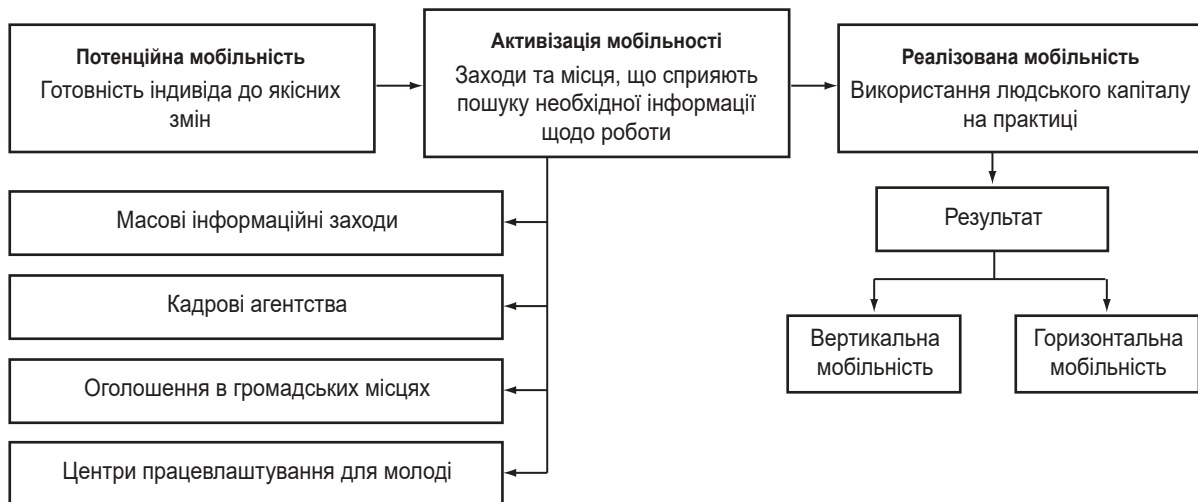 Потенційна мобільність
Готовність індивіда до якісних
змін
Активізація мобільності
Заходи та місця, що сприяють
пошуку необхідної інформації
щодо роботи
Реалізована мобільність
Використання людського капіталу
на практиці
Масові інформаційні заходи
Кадрові агентства
Оголошення в громадських місцях
Центри працевлаштування для молоді
Результат
Вертикальна
мобільність
Горизонтальна
мобільність